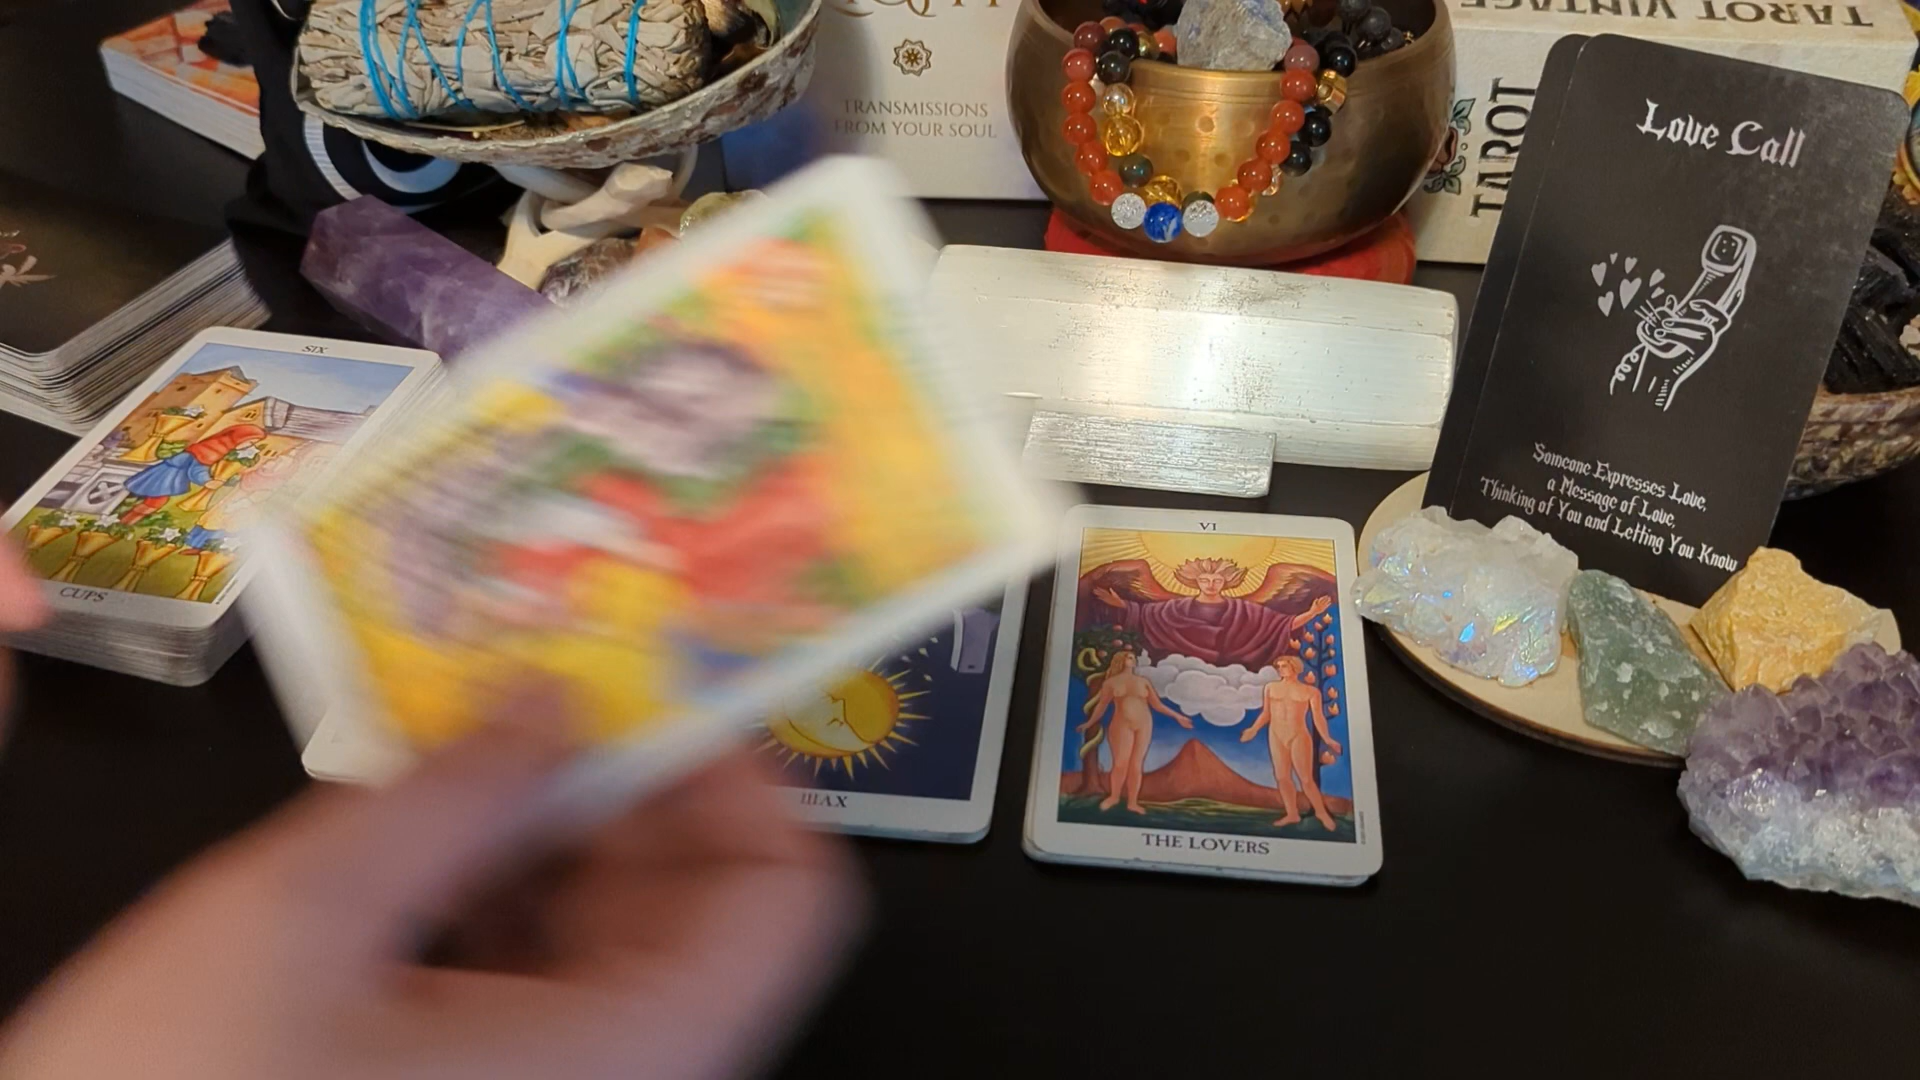 TRANSMISSIONS
FROM YOUR SOUL
TAROT VINTAGE
TAROT
Love Call
Someone Expresses Love,
a Message of Love,
Thinking of You and Letting You Know
SIX
CUPS
XVIII
VI
THE LOVERS